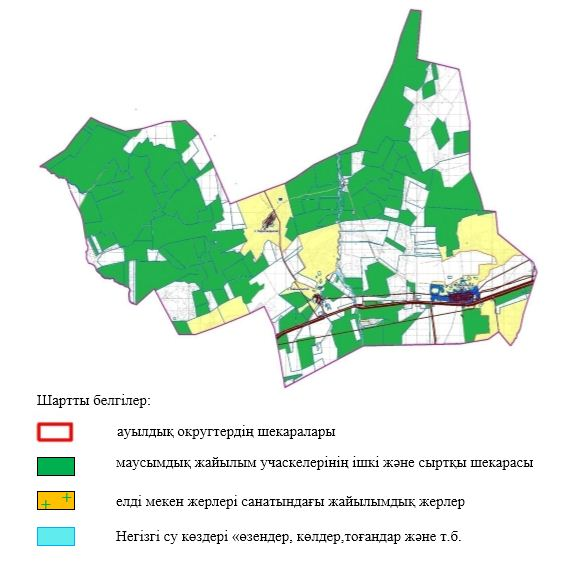 Шартты белгілер:
ауылдық округтердің шекаралары
маусымдық жайылым учаскелерінің ішкі және сыртқы шекарасы
елді мекен жерлері санатындағы жайылымдық жерлер
Негізгі су көздері «өзендер, көлдер,тоғандар және т.б.